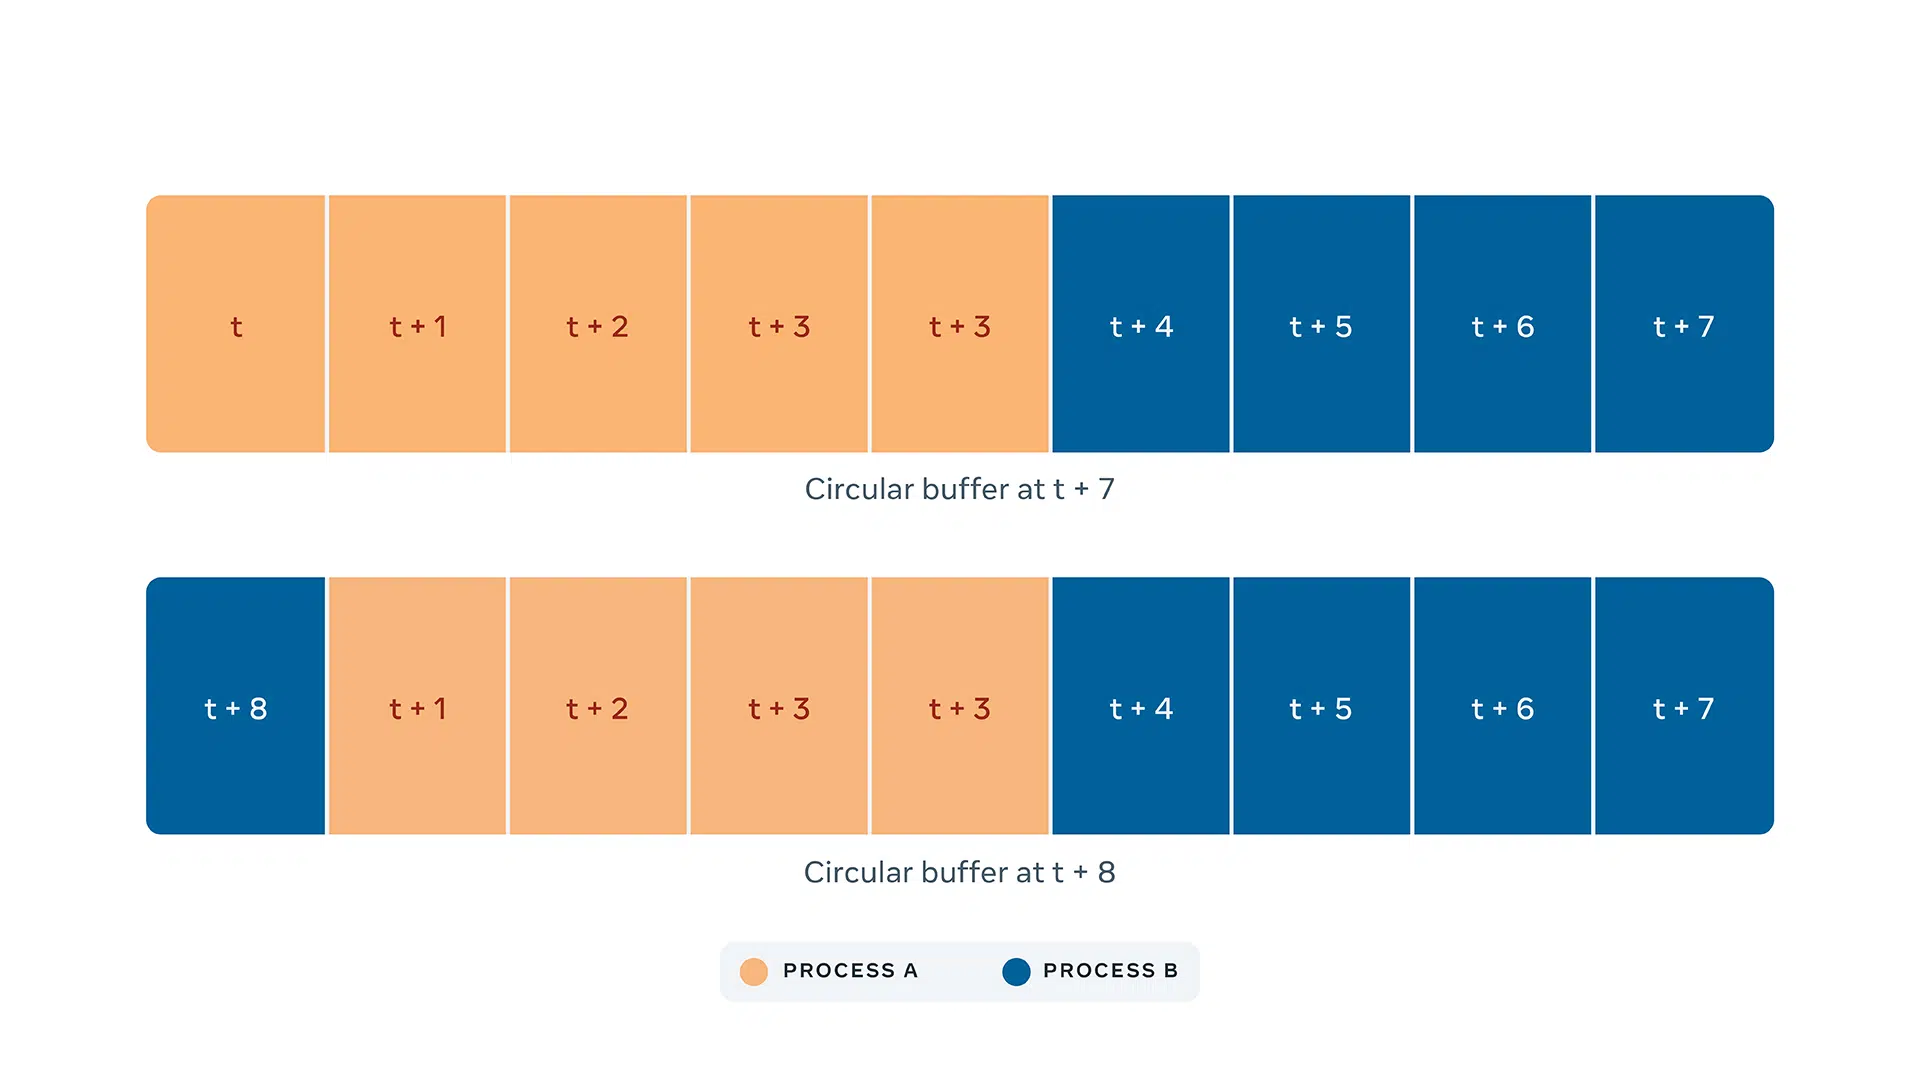 t t + 1 t + 2 t + 3 t + 3 t + 4 t + 5 t + 6 t + 7
Circular buffer at t + 7
t + 8 t + 1 t + 2 t + 3 t + 3 t + 4 t + 5 t + 6 t + 7
Circular buffer at t + 8
PROCESS A PROCESS B